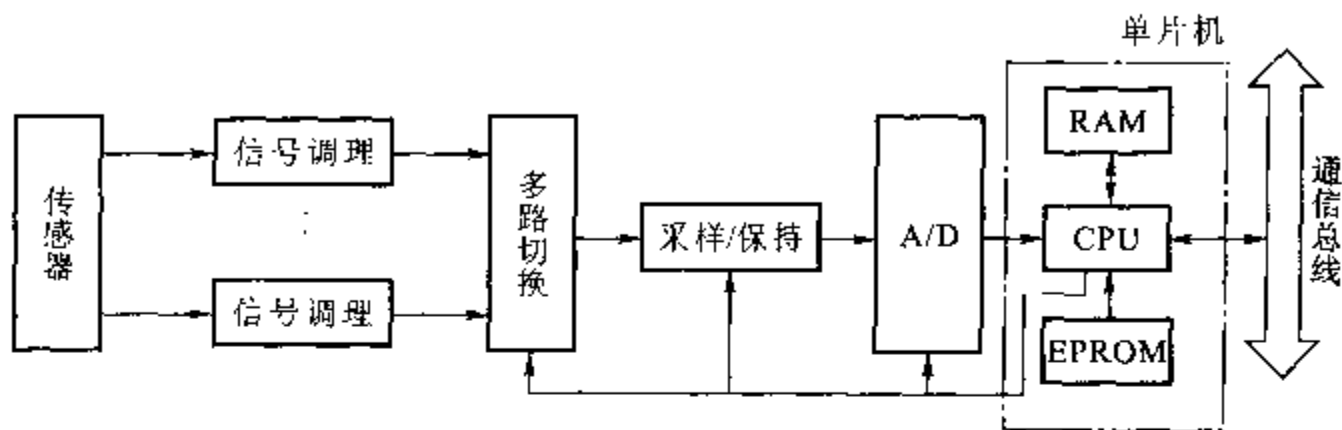 单片机
传感器
信号调理
信号调理
多路切换
采样/保持
A/D
RAM
CPU
EPROM
通信总线